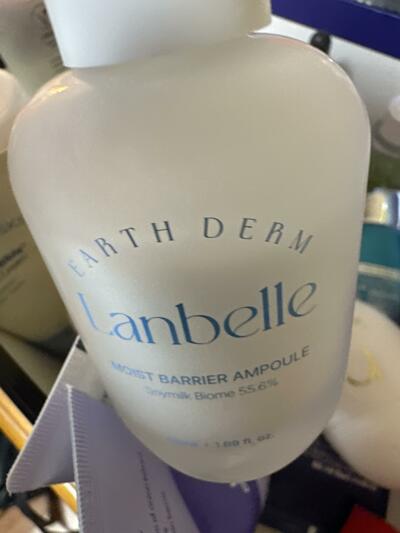 EARTH DERM
Lanbelle
MOIST BARRIER AMPOULE
Soymilk Biome 55.6%
1.69 fl. oz.